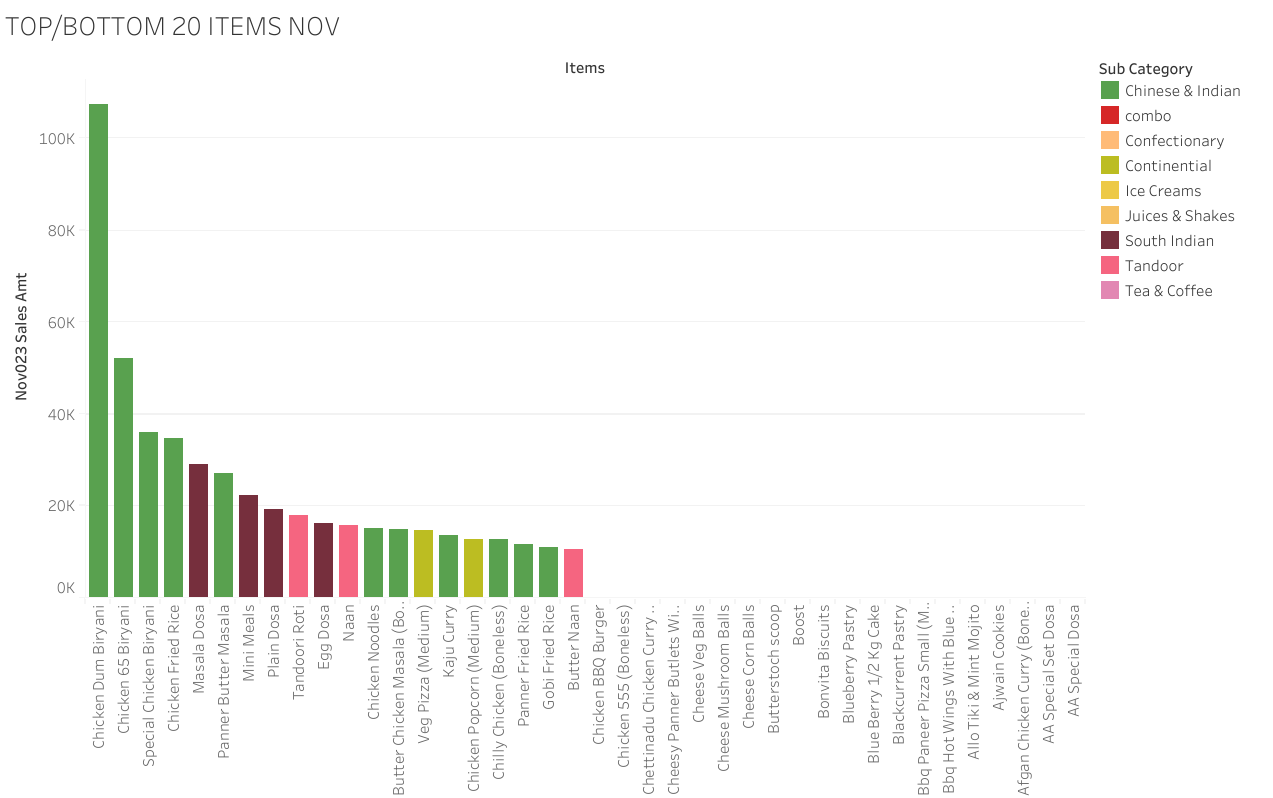 TOP/BOTTOM 20 ITEMS NOV
Items
Sub Category
Chinese & Indian
combo
Confectionary
Continental
Ice Creams
Juices & Shakes
South Indian
Tandoor
Tea & Coffee
Nov023 Sales Amt
100K
80K
60K
40K
20K
0K
Chicken Dum Biryani
Chicken 65 Biryani
Special Chicken Biryani
Chicken Fried Rice
Masala Dosa
Panner Butter Masala
Mini Meals
Plain Dosa
Tandoori Roti
Egg Dosa
Naan
Chicken Noodles
Butter Chicken Masala (Bo..
Veg Pizza (Medium)
Kaju Curry
Chicken Popcorn (Medium)
Chilly Chicken (Boneless)
Panner Fried Rice
Gobi Fried Rice
Butter Naan
Chicken BBQ Burger
Chicken 555 (Boneless)
Chettinadu Chicken Curry ..
Cheesy Panner Butlets Wi..
Cheese Veg Balls
Cheese Mushroom Balls
Cheese Corn Balls
Butterstoch scoop
Boost
Bonvita Biscuits
Blueberry Pastry
Blue Berry 1/2 Kg Cake
Blackcurrent Pastry
Bbq Paneer Pizza Small (M..
Bbq Hot Wings With Blue ..
Allo Tiki & Mint Mojito
Ajwain Cookies
Afgan Chicken Curry (Bone..
AA Special Set Dosa
AA Special Dosa